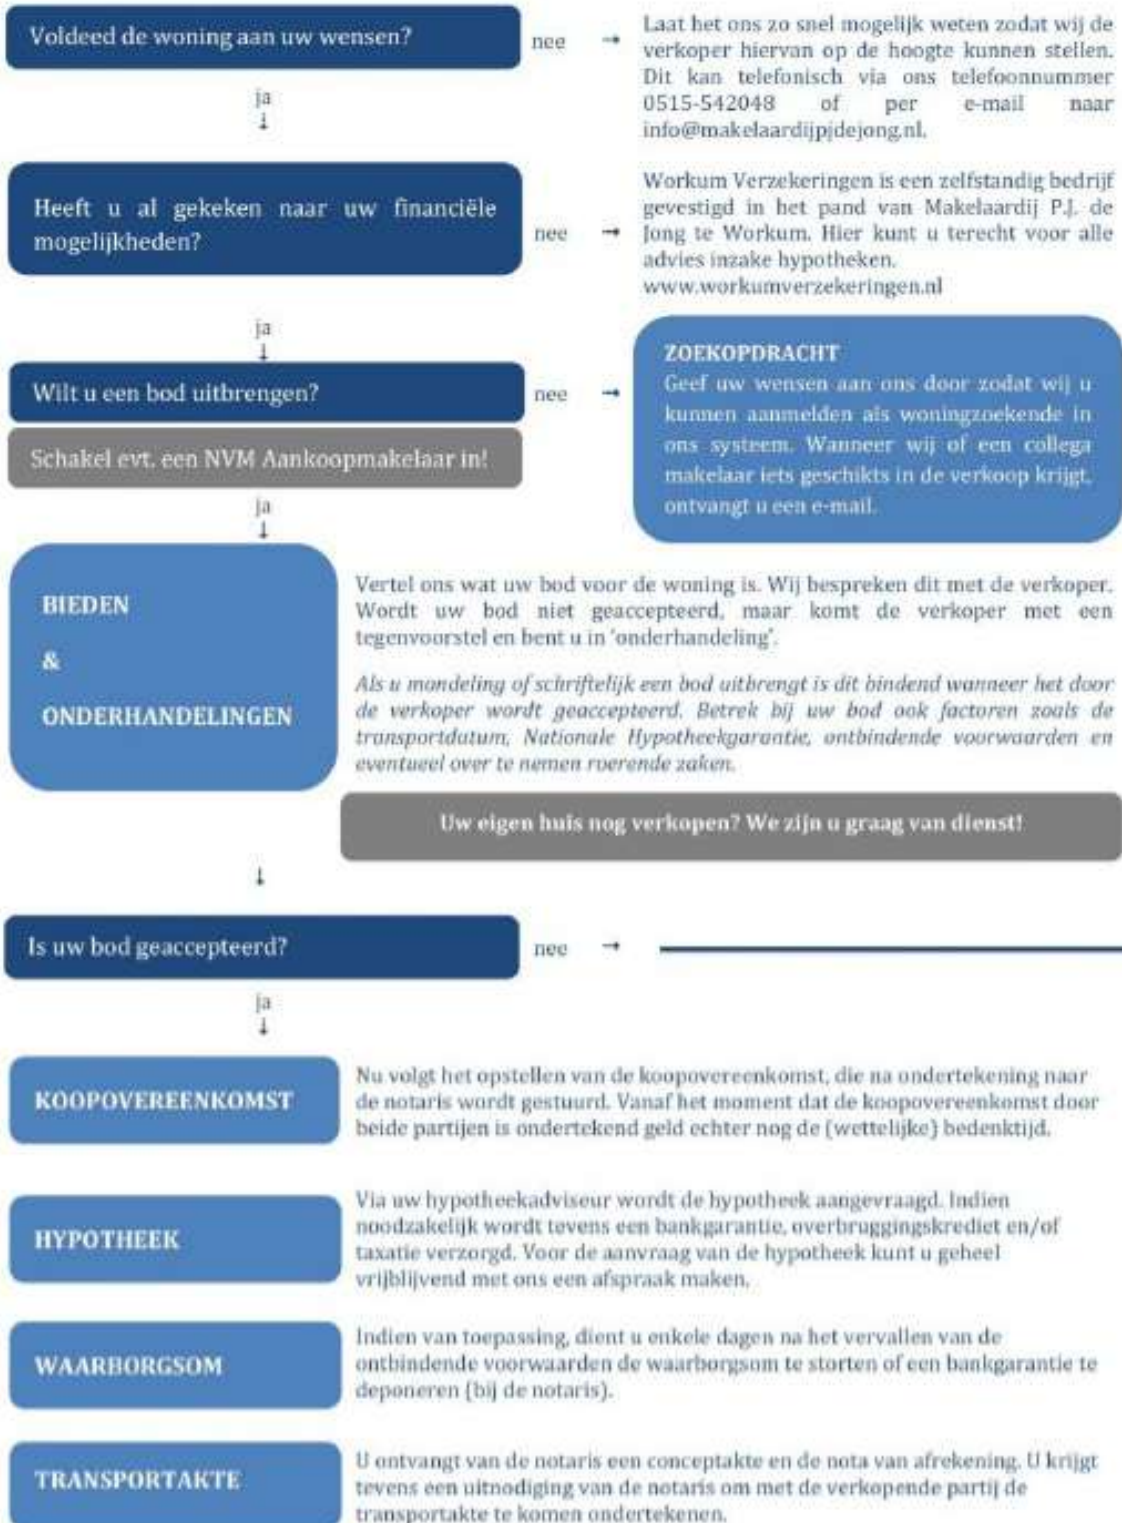 Voldeed de woning aan uw wensen?
nee →
Laat het ons zo snel mogelijk weten zodat wij de
verkoper hiervan op de hoogte kunnen stellen.
Dit kan telefonisch via ons telefoonnummer
0515-542048 of per e-mail naar
info@makelaardijpjdejong.nl.
ja
↓
Heeft u al gekeken naar uw financiële
mogelijkheden?
nee →
Workum Verzekeringen is een zelfstandig bedrijf
gevestigd in het pand van Makelaardij P.J. de
Jong te Workum. Hier kunt u terecht voor alle
advies inzake hypotheken.
www.workumverzekeringen.nl
ja
↓
Wilt u een bod uitbrengen?
nee →
Schakel evt. een NVM Aankoopmakelaar in!
ZOEKOPDRACHT
Geef uw wensen aan ons door zodat wij u
kunnen aanmelden als woningzoekende in
ons systeem. Wanneer wij of een collega
makelaar iets geschikts in de verkoop krijgt,
ontvangt u een e-mail.
ja
↓
BIEDEN
&
ONDERHANDELINGEN
Vertel ons wat uw bod voor de woning is. Wij bespreken dit met de verkoper.
Wordt uw bod niet geaccepteerd, maar komt de verkoper met een
tegenvoorstel en bent u in 'onderhandeling'.
Als u mondeling of schriftelijk een bod uitbrengt is dit bindend wanneer het door
de verkoper wordt geaccepteerd. Betrek bij uw bod ook factoren zoals de
transportdatum, Nationale Hypotheekgarantie, ontbindende voorwaarden en
eventueel over te nemen roerende zaken.
Uw eigen huis nog verkopen? We zijn u graag van dienst!
↓
Is uw bod geaccepteerd?
nee →
ja
↓
KOOPOVEREENKOMST
Nu volgt het opstellen van de koopovereenkomst, die na ondertekening naar
de notaris wordt gestuurd. Vanaf het moment dat de koopovereenkomst door
beide partijen is ondertekend geld echter nog de (wettelijke) bedenktijd.
HYPOTHEEK
Via uw hypotheekadviseur wordt de hypotheek aangevraagd. Indien
noodzakelijk wordt tevens een bankgarantie, overbruggingskrediet en/of
taxatie verzorgd. Voor de aanvraag van de hypotheek kunt u geheel
vrijblijvend met ons een afspraak maken.
WAARBORGSOM
Indien van toepassing, dient u enkele dagen na het vervallen van de
ontbindende voorwaarden de waarborgsom te storten of een bankgarantie te
deponeren (bij de notaris).
TRANSPORTAKTE
U ontvangt van de notaris een conceptakte en de nota van afrekening. U krijgt
tevens een uitnodiging van de notaris om met de verkopende partij de
transportakte te komen ondertekenen.